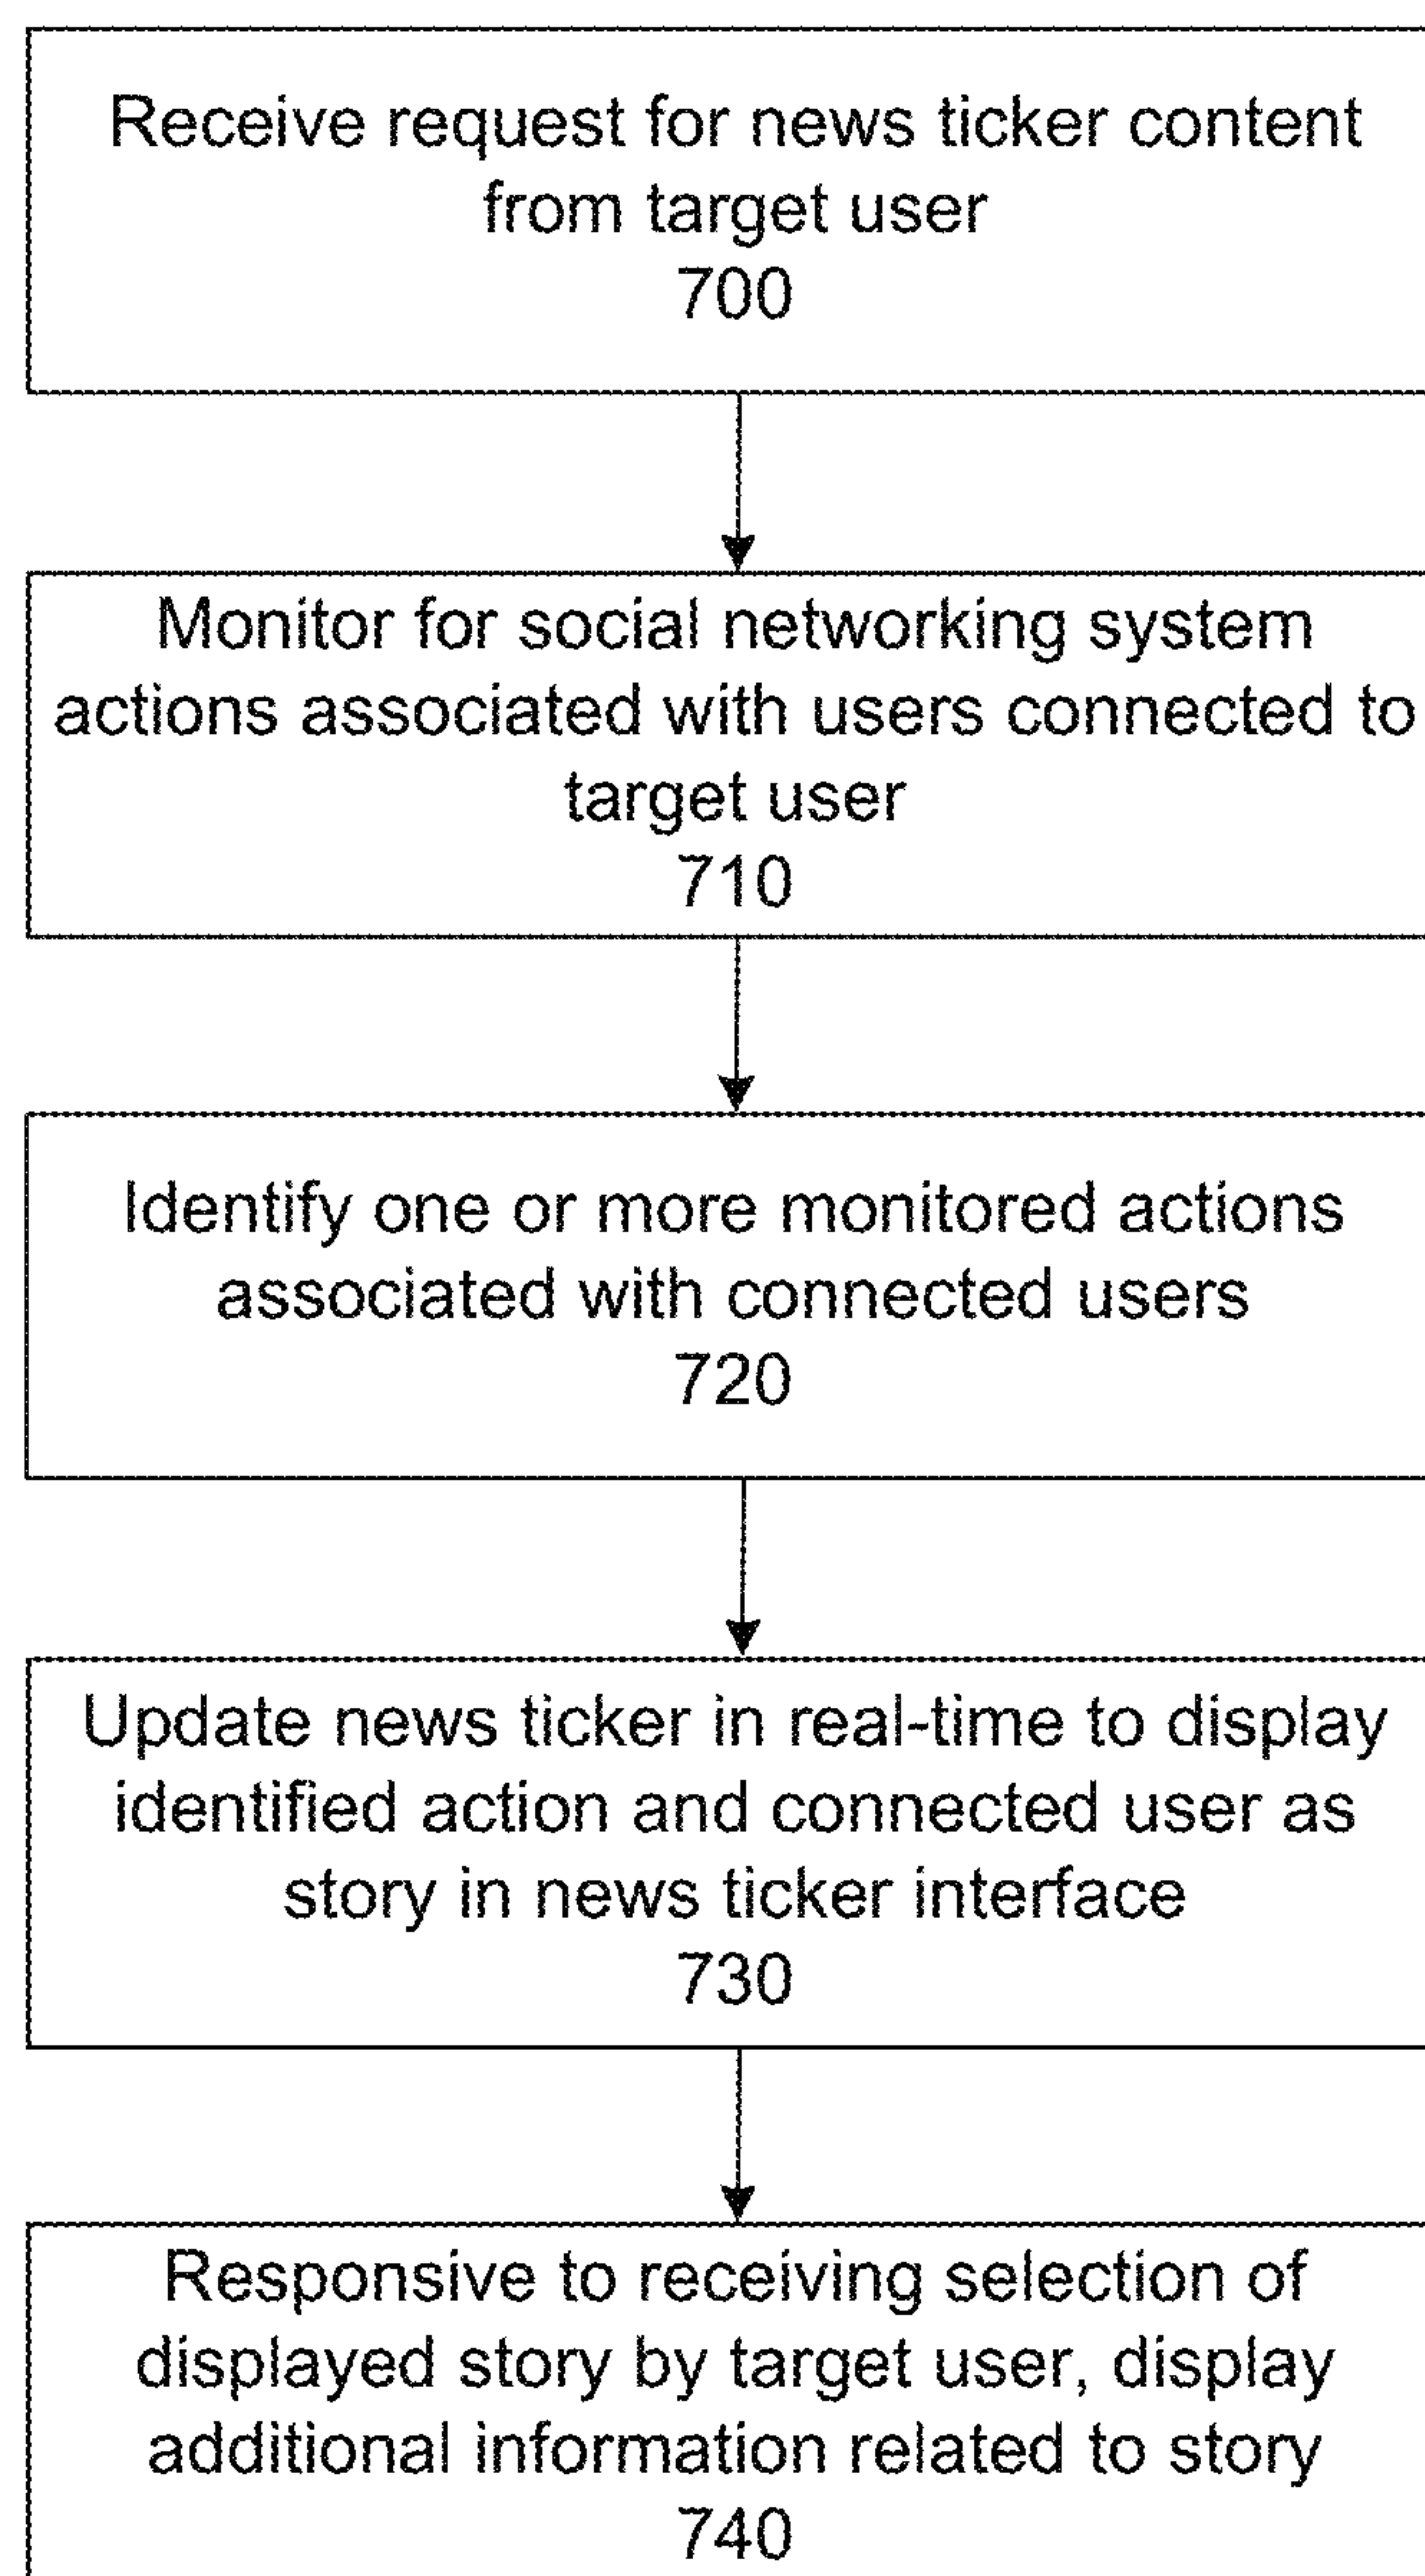 Receive request for news ticker content
from target user
700
Monitor for social networking system
actions associated with users connected to
target user
710
Identify one or more monitored actions
associated with connected users
720
Update news ticker in real-time to display
identified action and connected user as
story in news ticker interface
730
Responsive to receiving selection of
displayed story by target user, display
additional information related to story
740